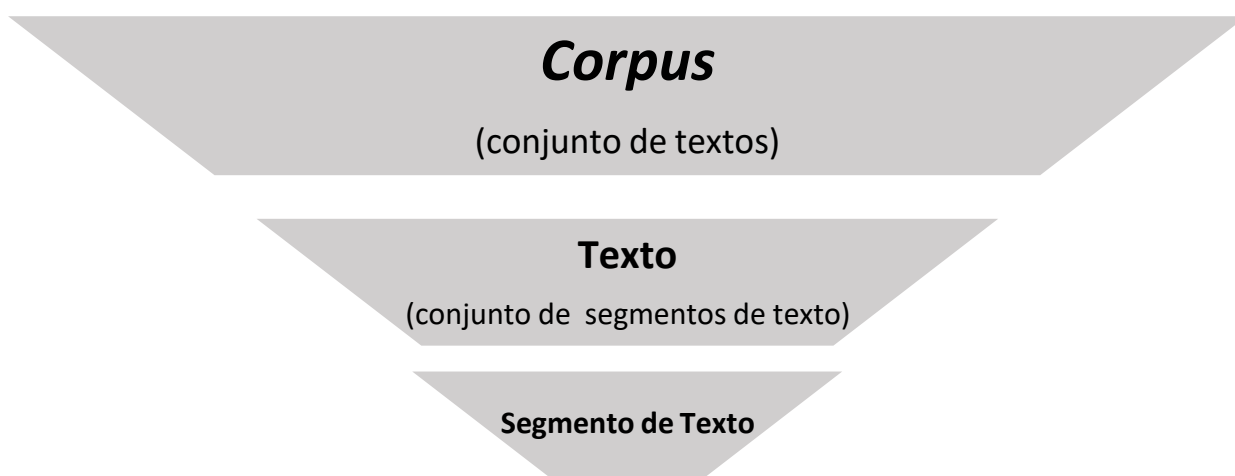 Corpus
(conjunto de textos)
Texto
(conjunto de segmentos de texto)
Segmento de Texto